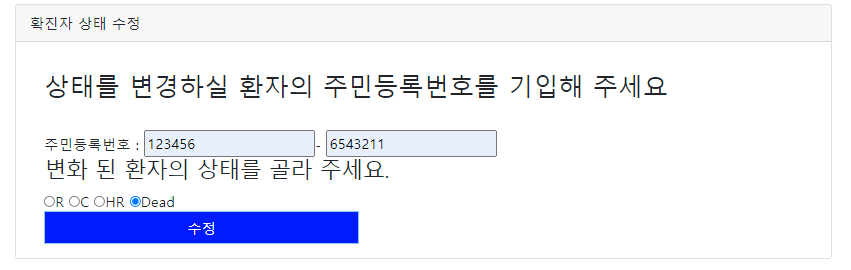 확진자 상태 수정
상태를 변경하실 환자의 주민등록번호를 기입해 주세요
주민등록번호 : 123456 - 6543211
변화 된 환자의 상태를 골라 주세요.
R C HR Dead
수정